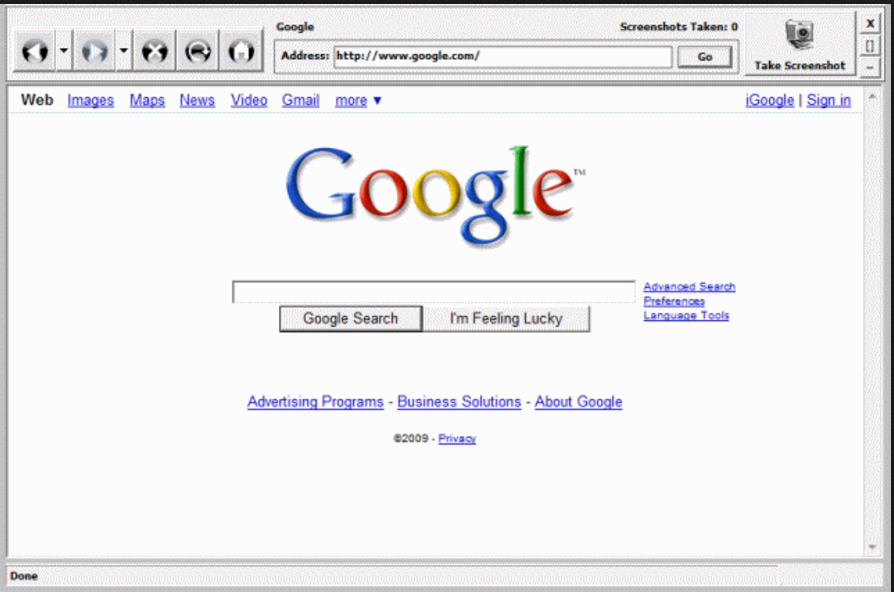 Google
Screenshots Taken: 0
Address: http://www.google.com/
Go
Take Screenshot
X
[]
–
Web Images Maps News Video Gmail more ▼
iGoogle | Sign in
Google™
Advanced Search
Preferences
Language Tools
Google Search
I'm Feeling Lucky
Advertising Programs - Business Solutions - About Google
©2009 - Privacy
Done